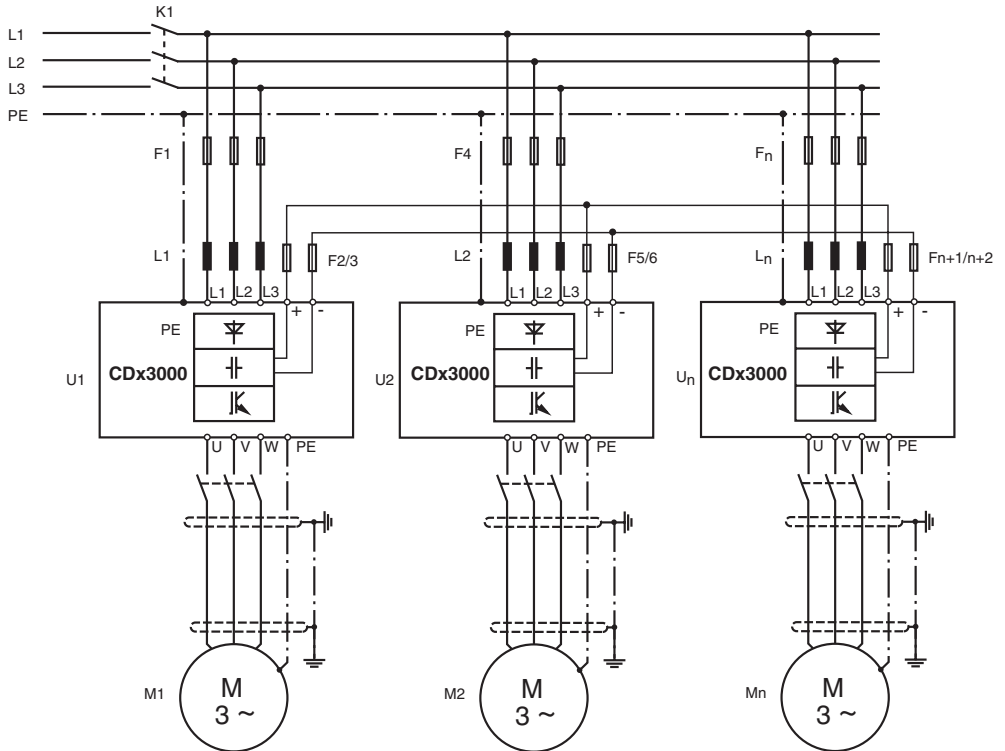 K1
L1
L2
L3
PE
F1 F4 Fn
L1 F2/3 L2 F5/6 Ln Fn+1/n+2
L1 L2 L3 L1 L2 L3 L1 L2 L3
+ - + - + -
PE PE PE
U1 CDx3000 U2 CDx3000 Un CDx3000
U V W PE U V W PE U V W PE
M1 M 3 ~ M2 M 3 ~ Mn M 3 ~